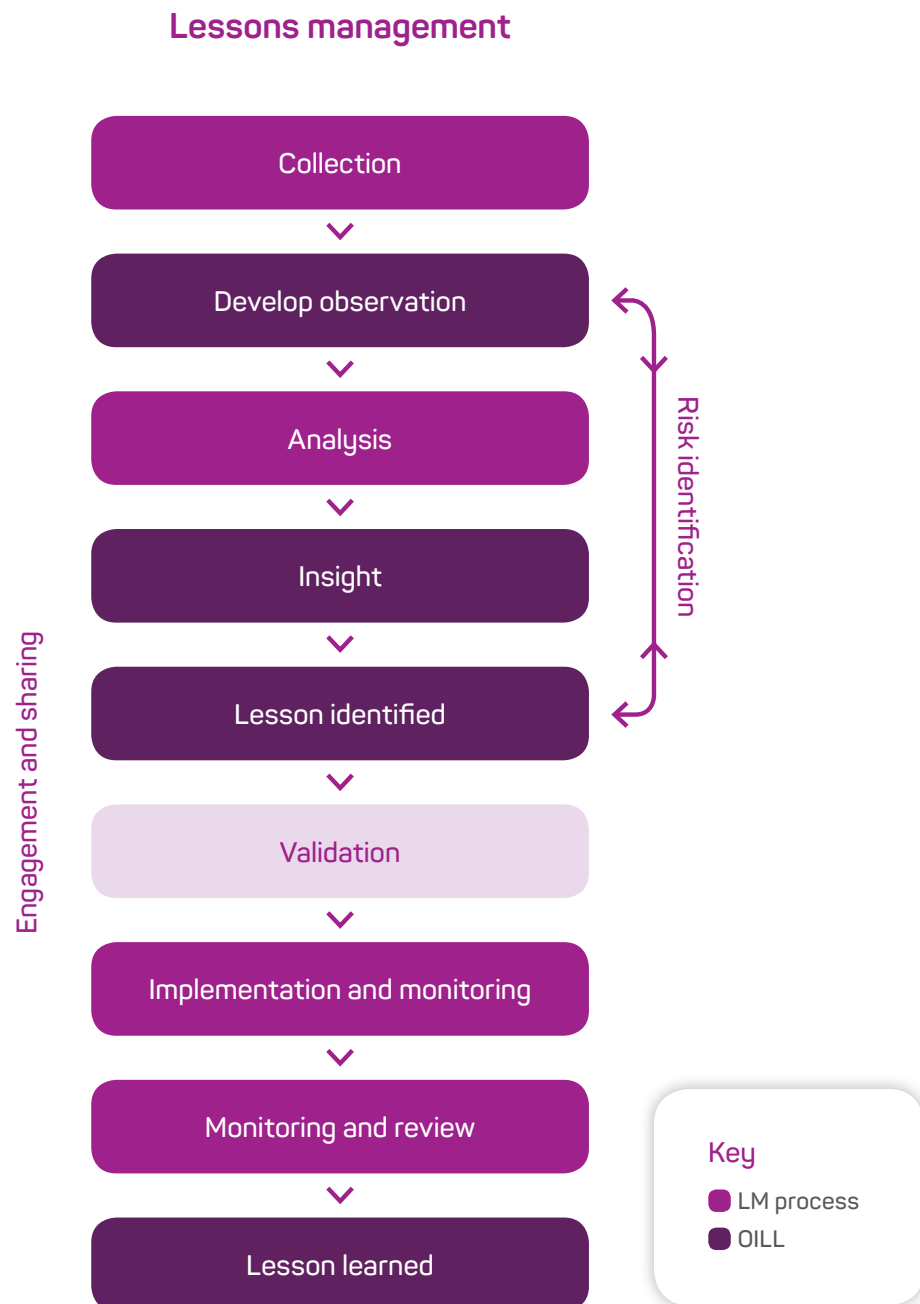 Lessons management
Collection
Develop observation
Analysis
Insight
Lesson identified
Validation
Implementation and monitoring
Monitoring and review
Lesson learned
Risk identification
Engagement and sharing
Key
LM process
OILL